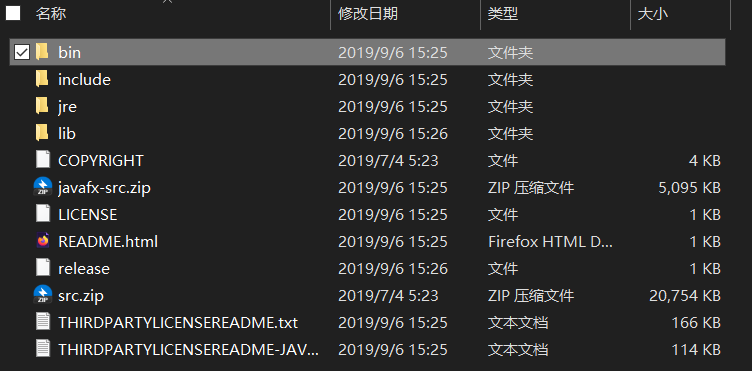 名称 修改日期 类型 大小
bin 2019/9/6 15:25 文件夹
include 2019/9/6 15:25 文件夹
jre 2019/9/6 15:25 文件夹
lib 2019/9/6 15:26 文件夹
COPYRIGHT 2019/7/4 5:23 文件 4 KB
javafx-src.zip 2019/9/6 15:25 ZIP 压缩文件 5,095 KB
LICENSE 2019/9/6 15:25 文件 1 KB
README.html 2019/9/6 15:25 Firefox HTML D... 1 KB
release 2019/9/6 15:26 文件 1 KB
src.zip 2019/7/4 5:23 ZIP 压缩文件 20,754 KB
THIRDPARTYLICENSEREADME.txt 2019/9/6 15:25 文本文档 166 KB
THIRDPARTYLICENSEREADME-JAV... 2019/9/6 15:25 文本文档 114 KB